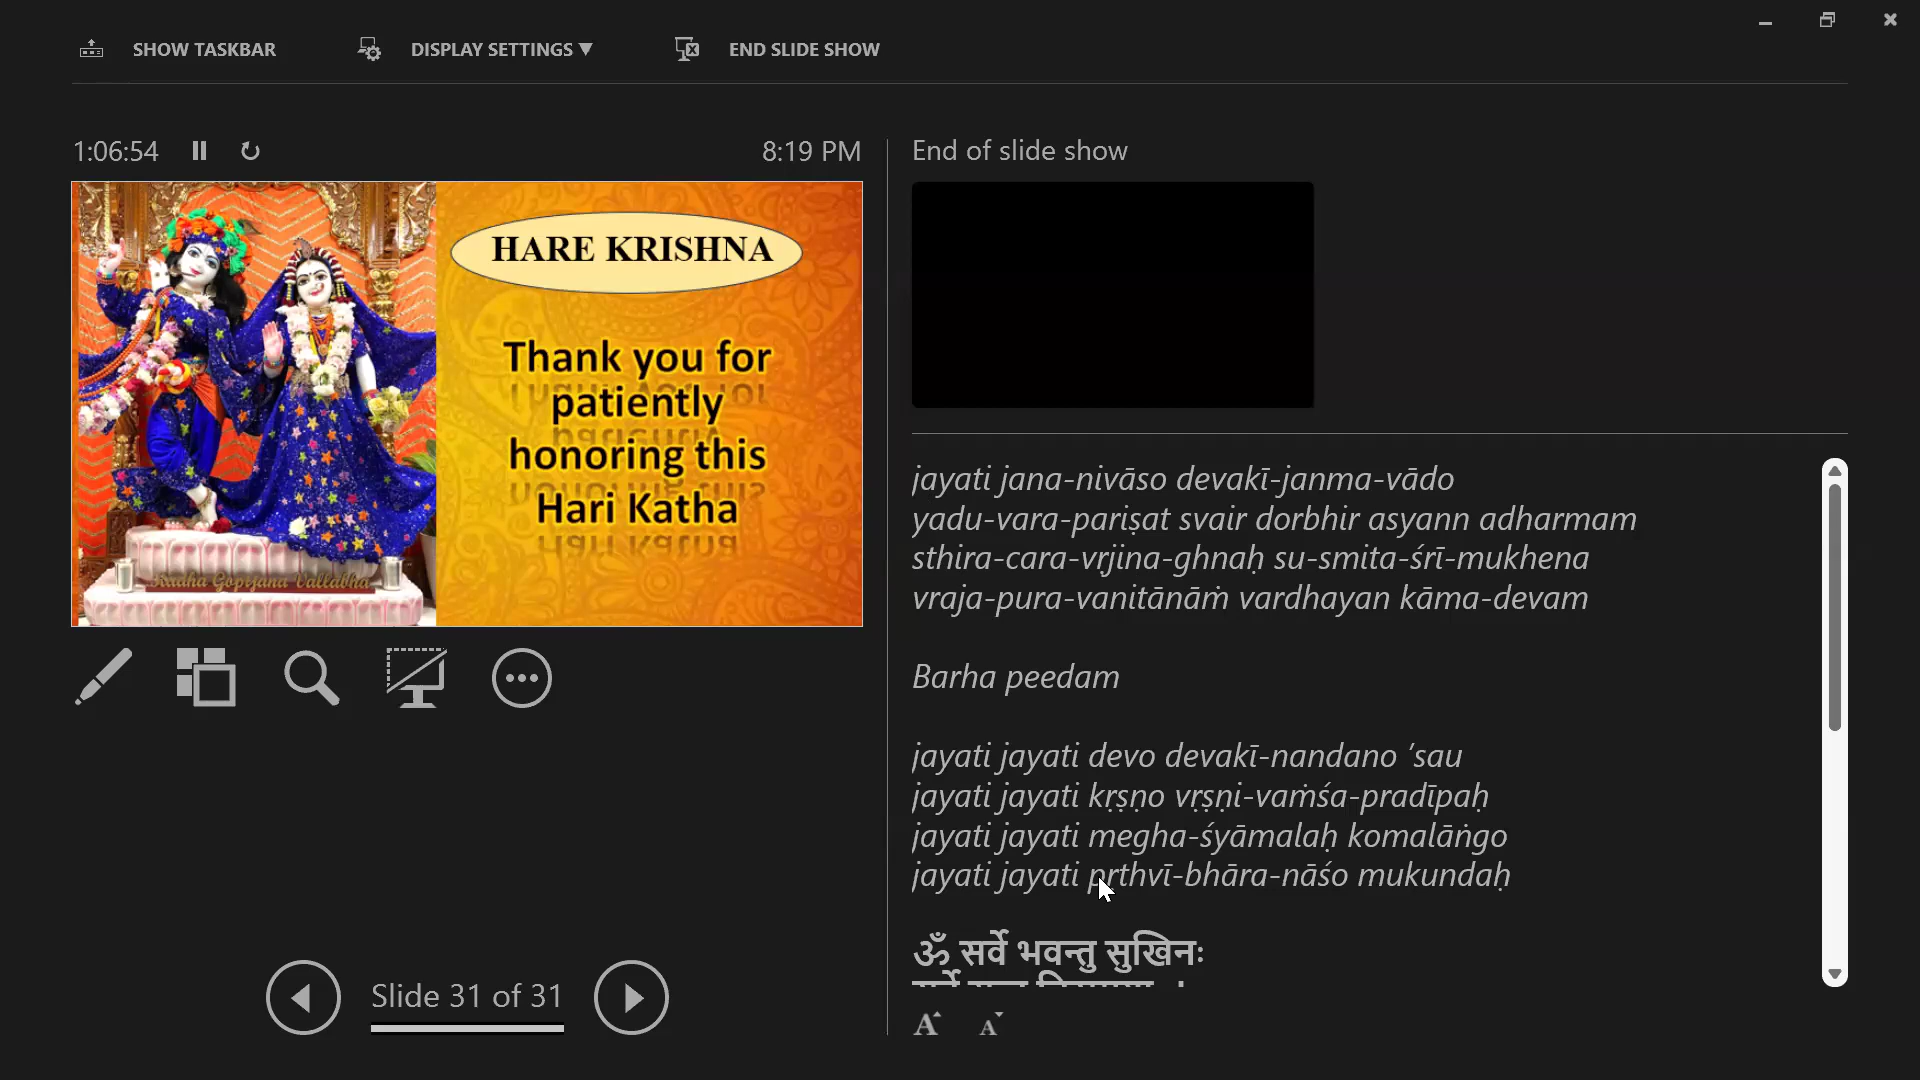 SHOW TASKBAR
DISPLAY SETTINGS ▼
END SLIDE SHOW
1:06:54
8:19 PM
HARE KRISHNA
Thank you for
patiently
honoring this
Hari Katha
Radha Gopijana Vallabha
Slide 31 of 31
End of slide show
jayati jana-nivāso devakī-janma-vādo
yadu-vara-pariṣat svair dorbhir asyann adharmam
sthira-cara-vṛjina-ghnaḥ su-smita-śrī-mukhena
vraja-pura-vanitānāṁ vardhayan kāma-devam
Barha peedam
jayati jayati devo devakī-nandano ’sau
jayati jayati kṛṣṇo vṛṣṇi-vaṁśa-pradīpaḥ
jayati jayati megha-śyāmalaḥ komalāṅgo
jayati jayati pṛthvī-bhāra-nāśo mukundaḥ
ॐ सर्वे भवन्तु सुखिनः
A A